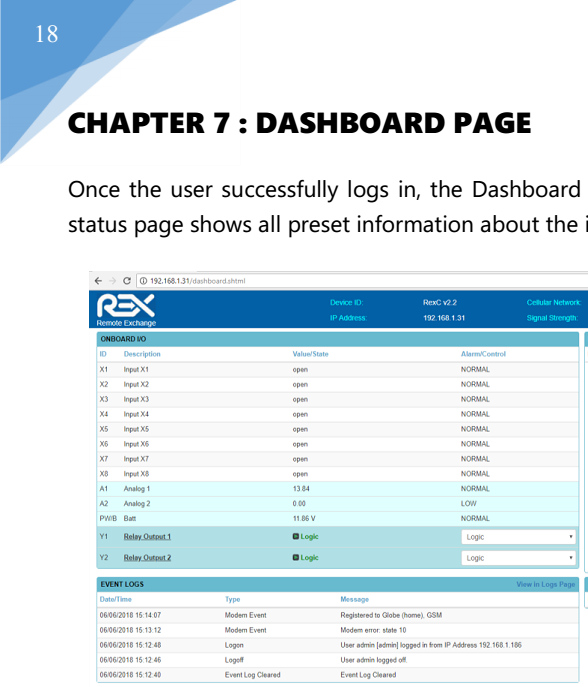 18
CHAPTER 7 : DASHBOARD PAGE
Once the user successfully logs in, the Dashboard
status page shows all preset information about the i
192.168.1.31/dashboard.shtml
REX
Remote Exchange
Device ID: RexC v2.2 Cellular Network:
IP Address: 192.168.1.31 Signal Strength:
ONBOARD I/O
ID Description Value/State Alarm/Control
X1 Input X1 open NORMAL
X2 Input X2 open NORMAL
X3 Input X3 open NORMAL
X4 Input X4 open NORMAL
X5 Input X5 open NORMAL
X6 Input X6 open NORMAL
X7 Input X7 open NORMAL
X8 Input X8 open NORMAL
A1 Analog 1 13.84 NORMAL
A2 Analog 2 0.00 LOW
PW/B Batt 11.86 V NORMAL
Y1 Relay Output 1 Logic Logic
Y2 Relay Output 2 Logic Logic
EVENT LOGS View in Logs Page
Date/Time Type Message
06/06/2018 15:14:07 Modem Event Registered to Globe (home), GSM
06/06/2018 15:13:12 Modem Event Modem error: state 10
06/06/2018 15:12:48 Logon User admin [admin] logged in from IP Address 192.168.1.186
06/06/2018 15:12:46 Logoff User admin logged off.
06/06/2018 15:12:40 Event Log Cleared Event Log Cleared